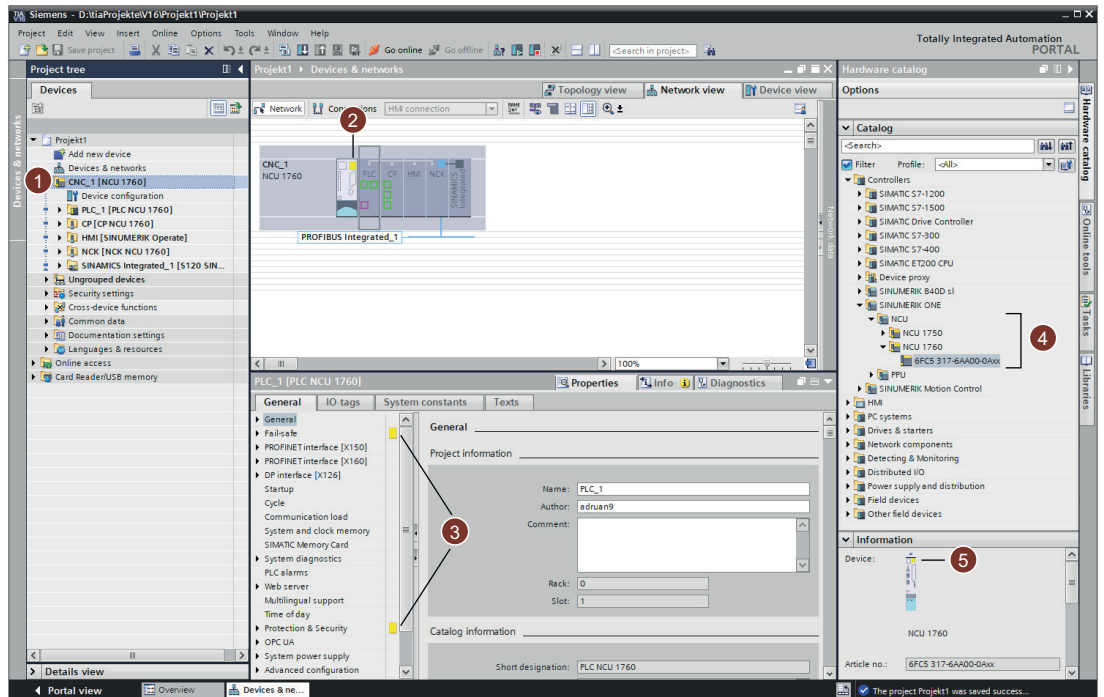 Siemens - D:\tiaProjekte\V16\Projekt1\Projekt1
Project Edit View Insert Online Options Tools Window Help
Save project
Go online
Go offline
<Search in project>
Totally Integrated Automation
PORTAL
Project tree
Devices
Devices & networks
Projekt1
Add new device
Devices & networks
1
CNC_1 [NCU 1760]
Device configuration
PLC_1 [PLC NCU 1760]
CP [CP NCU 1760]
HMI [SINUMERIK Operate]
NCK [NCK NCU 1760]
SINAMICS Integrated_1 [S120 SIN...
Ungrouped devices
Security settings
Cross-device functions
Common data
Documentation settings
Languages & resources
Online access
Card Reader/USB memory
Details view
Projekt1 Devices & networks
Topology view
Network view
Device view
Network
HMI connection
2
CNC_1
NCU 1760
PLC
CP
HMI
NCK
SINAMICS Integrated
PROFIBUS Integrated_1
Network data
100%
PLC_1 [PLC NCU 1760]
Properties
Info
Diagnostics
General
IO tags
System constants
Texts
General
Fail-safe
PROFINET interface [X150]
PROFINET interface [X160]
DP interface [X126]
Startup
Cycle
Communication load
System and clock memory
SIMATIC Memory Card
System diagnostics
PLC alarms
Web server
Multilingual support
Time of day
Protection & Security
OPC UA
System power supply
Advanced configuration
3
General
Project information
Name: PLC_1
Author: adruan9
Comment:
Rack: 0
Slot: 1
Catalog information
Short designation: PLC NCU 1760
Hardware catalog
Options
Catalog
<Search>
Filter
Profile: <All>
Controllers
SIMATIC S7-1200
SIMATIC S7-1500
SIMATIC Drive Controller
SIMATIC S7-300
SIMATIC S7-400
SIMATIC ET200 CPU
Device proxy
SINUMERIK 840D sl
SINUMERIK ONE
NCU
NCU 1750
NCU 1760
6FC5 317-6AA00-0Axx
4
PPU
SINUMERIK Motion Control
HMI
PC systems
Drives & starters
Network components
Detecting & Monitoring
Distributed I/O
Power supply and distribution
Field devices
Other field devices
Information
Device:
5
NCU 1760
Article no.: 6FC5 317-6AA00-0Axx
Hardware catalog
Online tools
Tasks
Libraries
Portal view
Overview
Devices & ne...
The project Projekt1 was saved success...